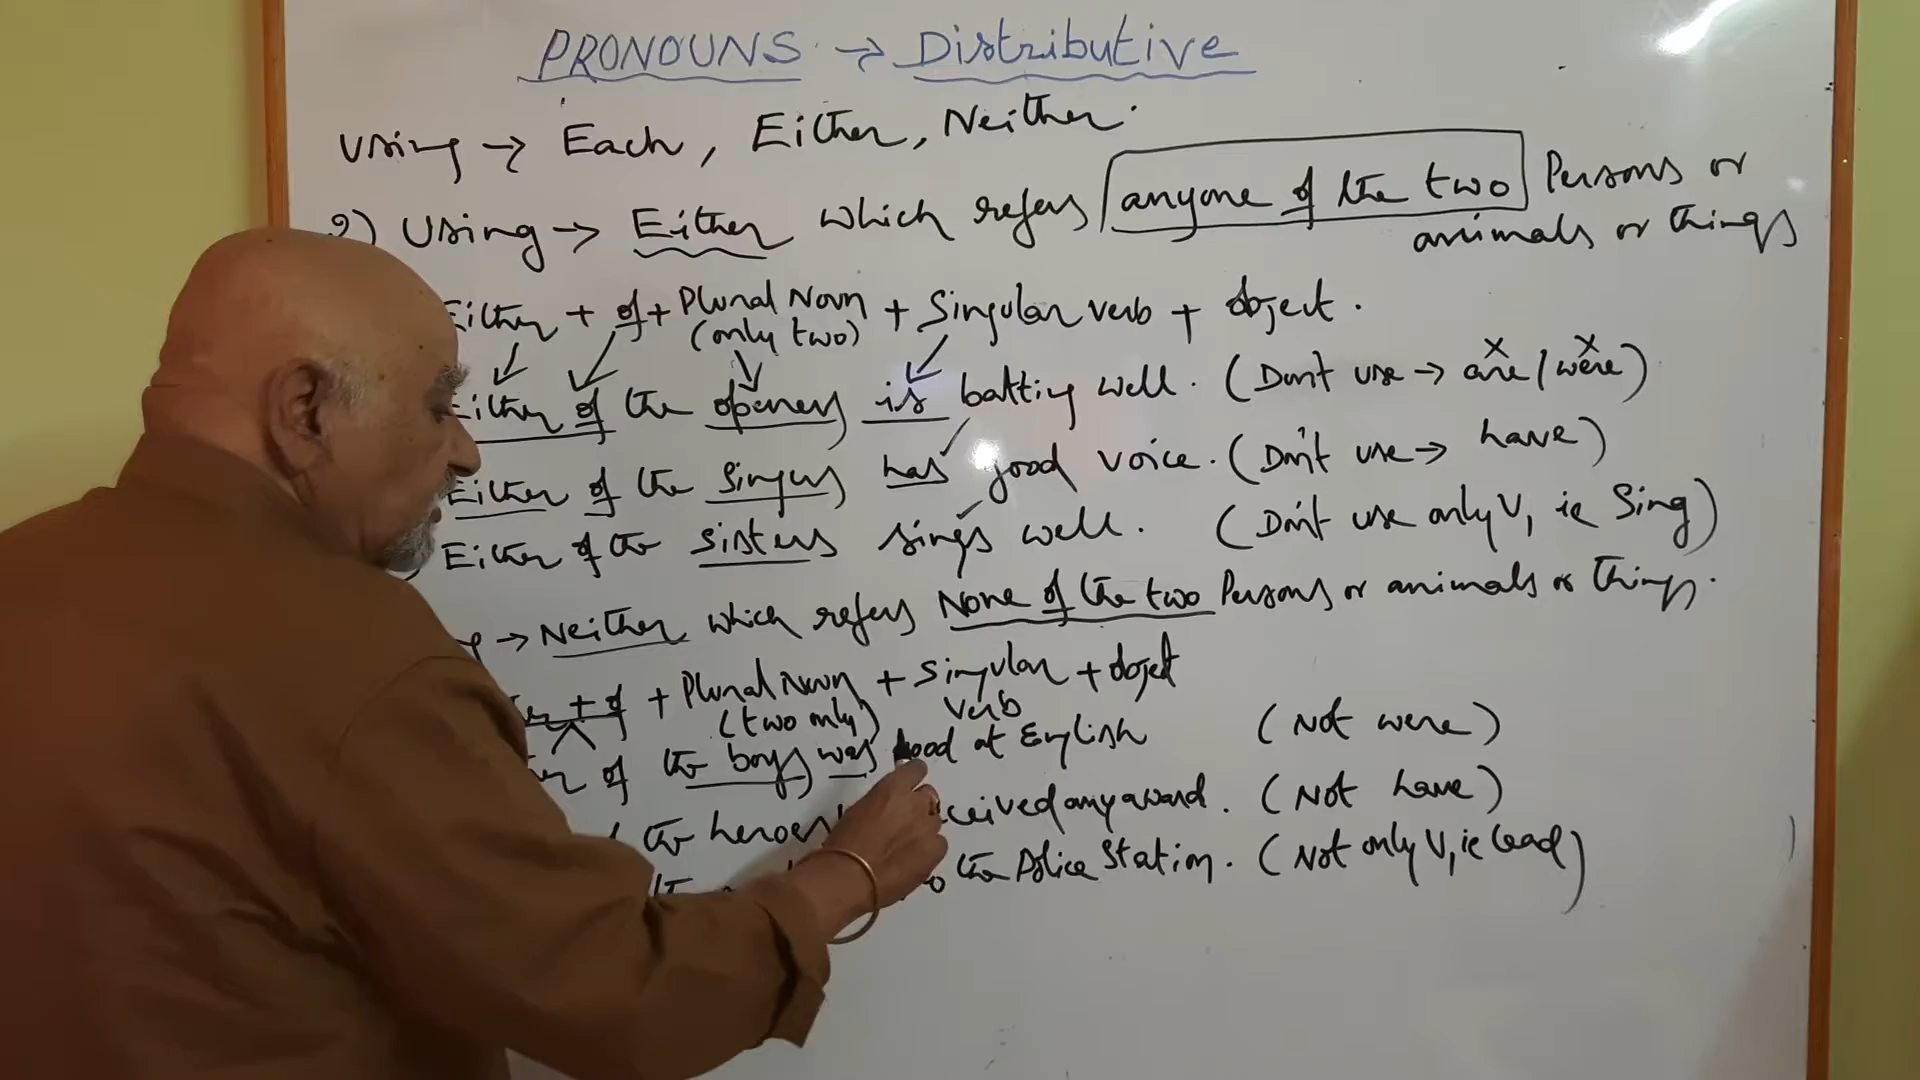 PRONOUNS → Distributive
Using → Each, Either, Neither.
2) Using → Either which refers anyone of the two Persons or
animals or things
Either + of + Plural Noun + Singular verb + object.
(only two)
Either of the openers is batting well. (Don't use → are / were)
Either of the Singers has good voice. (Don't use → have)
Either of the sisters sings well. (Don't use only V, ie Sing)
→ Neither which refers None of the two Persons or animals or things.
+ of + Plural Noun + Singular + object
(two only) Verb
of the boys was good at English (Not were)
the heroes any award. (Not have)
the Police Station. (Not only V, ie lead)